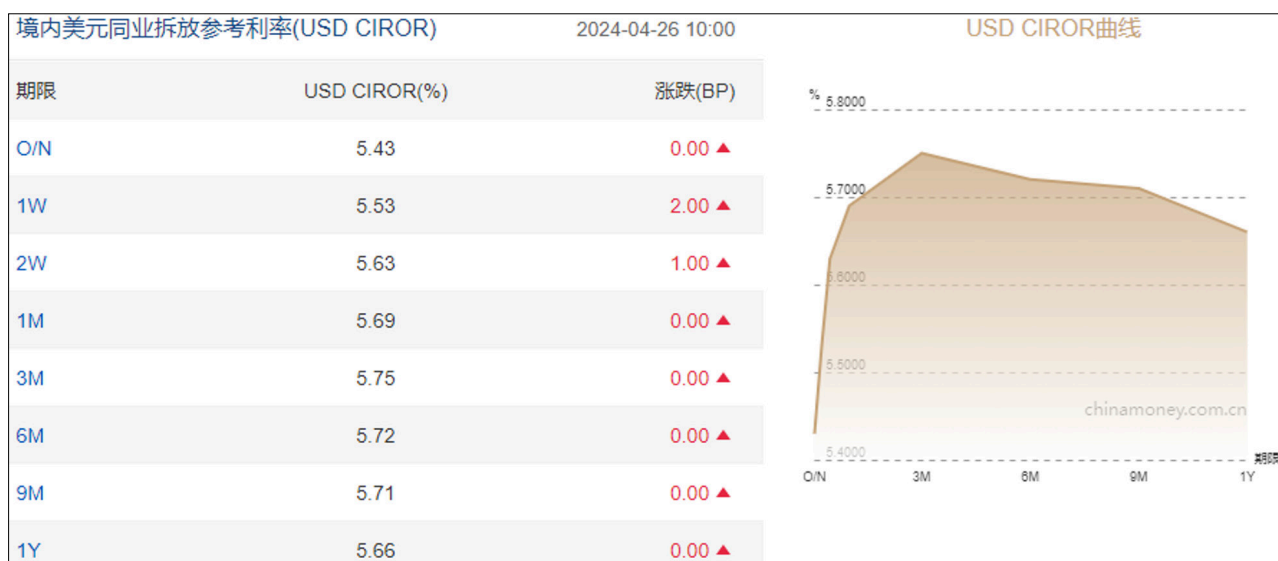 境内美元同业拆放参考利率(USD CIROR) 2024-04-26 10:00
期限 USD CIROR(%) 涨跌(BP)
O/N 5.43 0.00 ▲
1W 5.53 2.00 ▲
2W 5.63 1.00 ▲
1M 5.69 0.00 ▲
3M 5.75 0.00 ▲
6M 5.72 0.00 ▲
9M 5.71 0.00 ▲
1Y 5.66 0.00 ▲
USD CIROR曲线
% 5.8000
5.7000
5.6000
5.5000
chinamoney.com.cn
5.4000
期限
O/N 3M 6M 9M 1Y